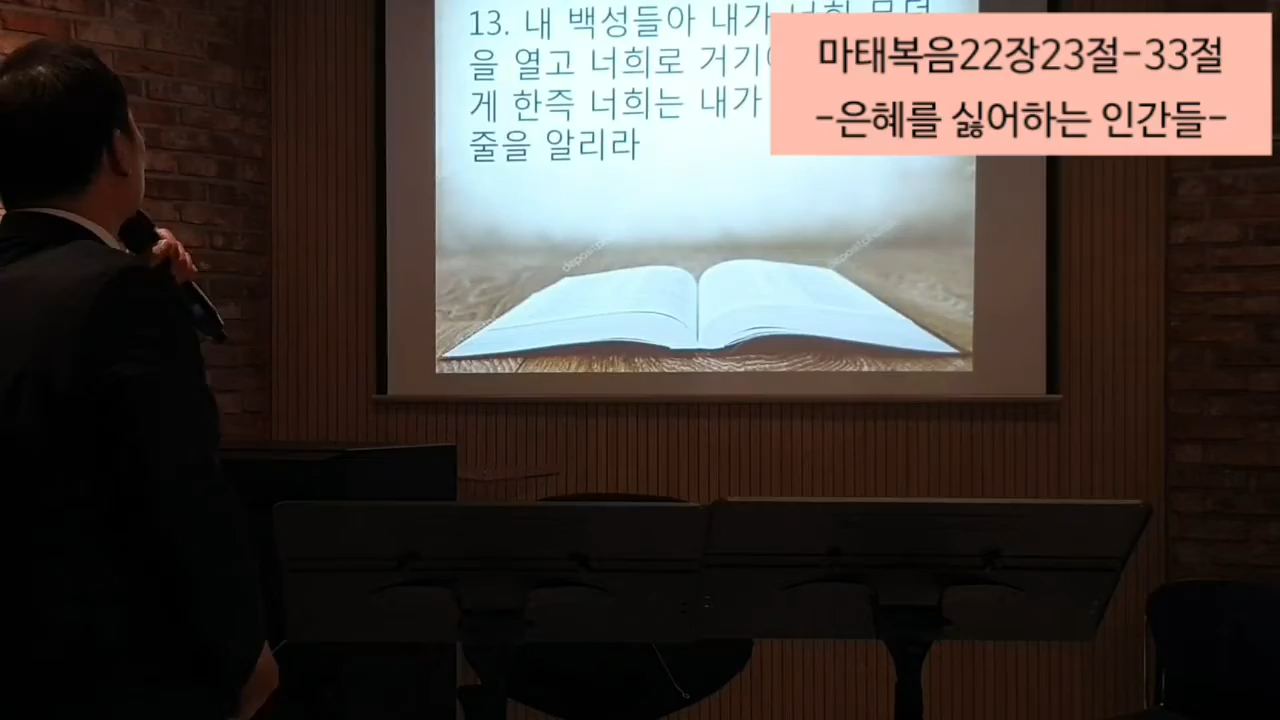 13. 내 백성들아 내가
을 열고 너희로 거기
게 한즉 너희는 내가
줄을 알리라
마태복음22장23절-33절
-은혜를 싫어하는 인간들-